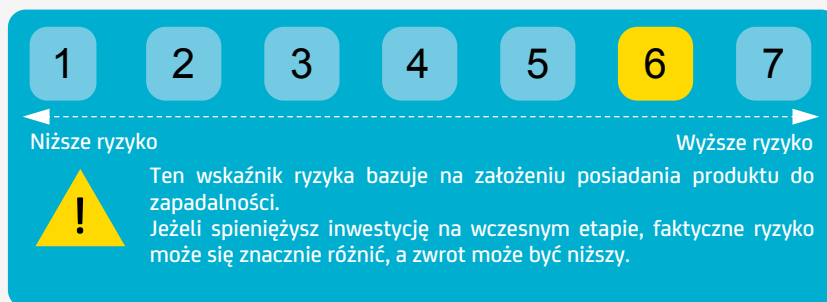 1 2 3 4 5 6 7
Niższe ryzyko Wyższe ryzyko
! Ten wskaźnik ryzyka bazuje na założeniu posiadania produktu do
zapadalności.
Jeżeli spieniężysz inwestycję na wczesnym etapie, faktyczne ryzyko
może się znacznie różnić, a zwrot może być niższy.